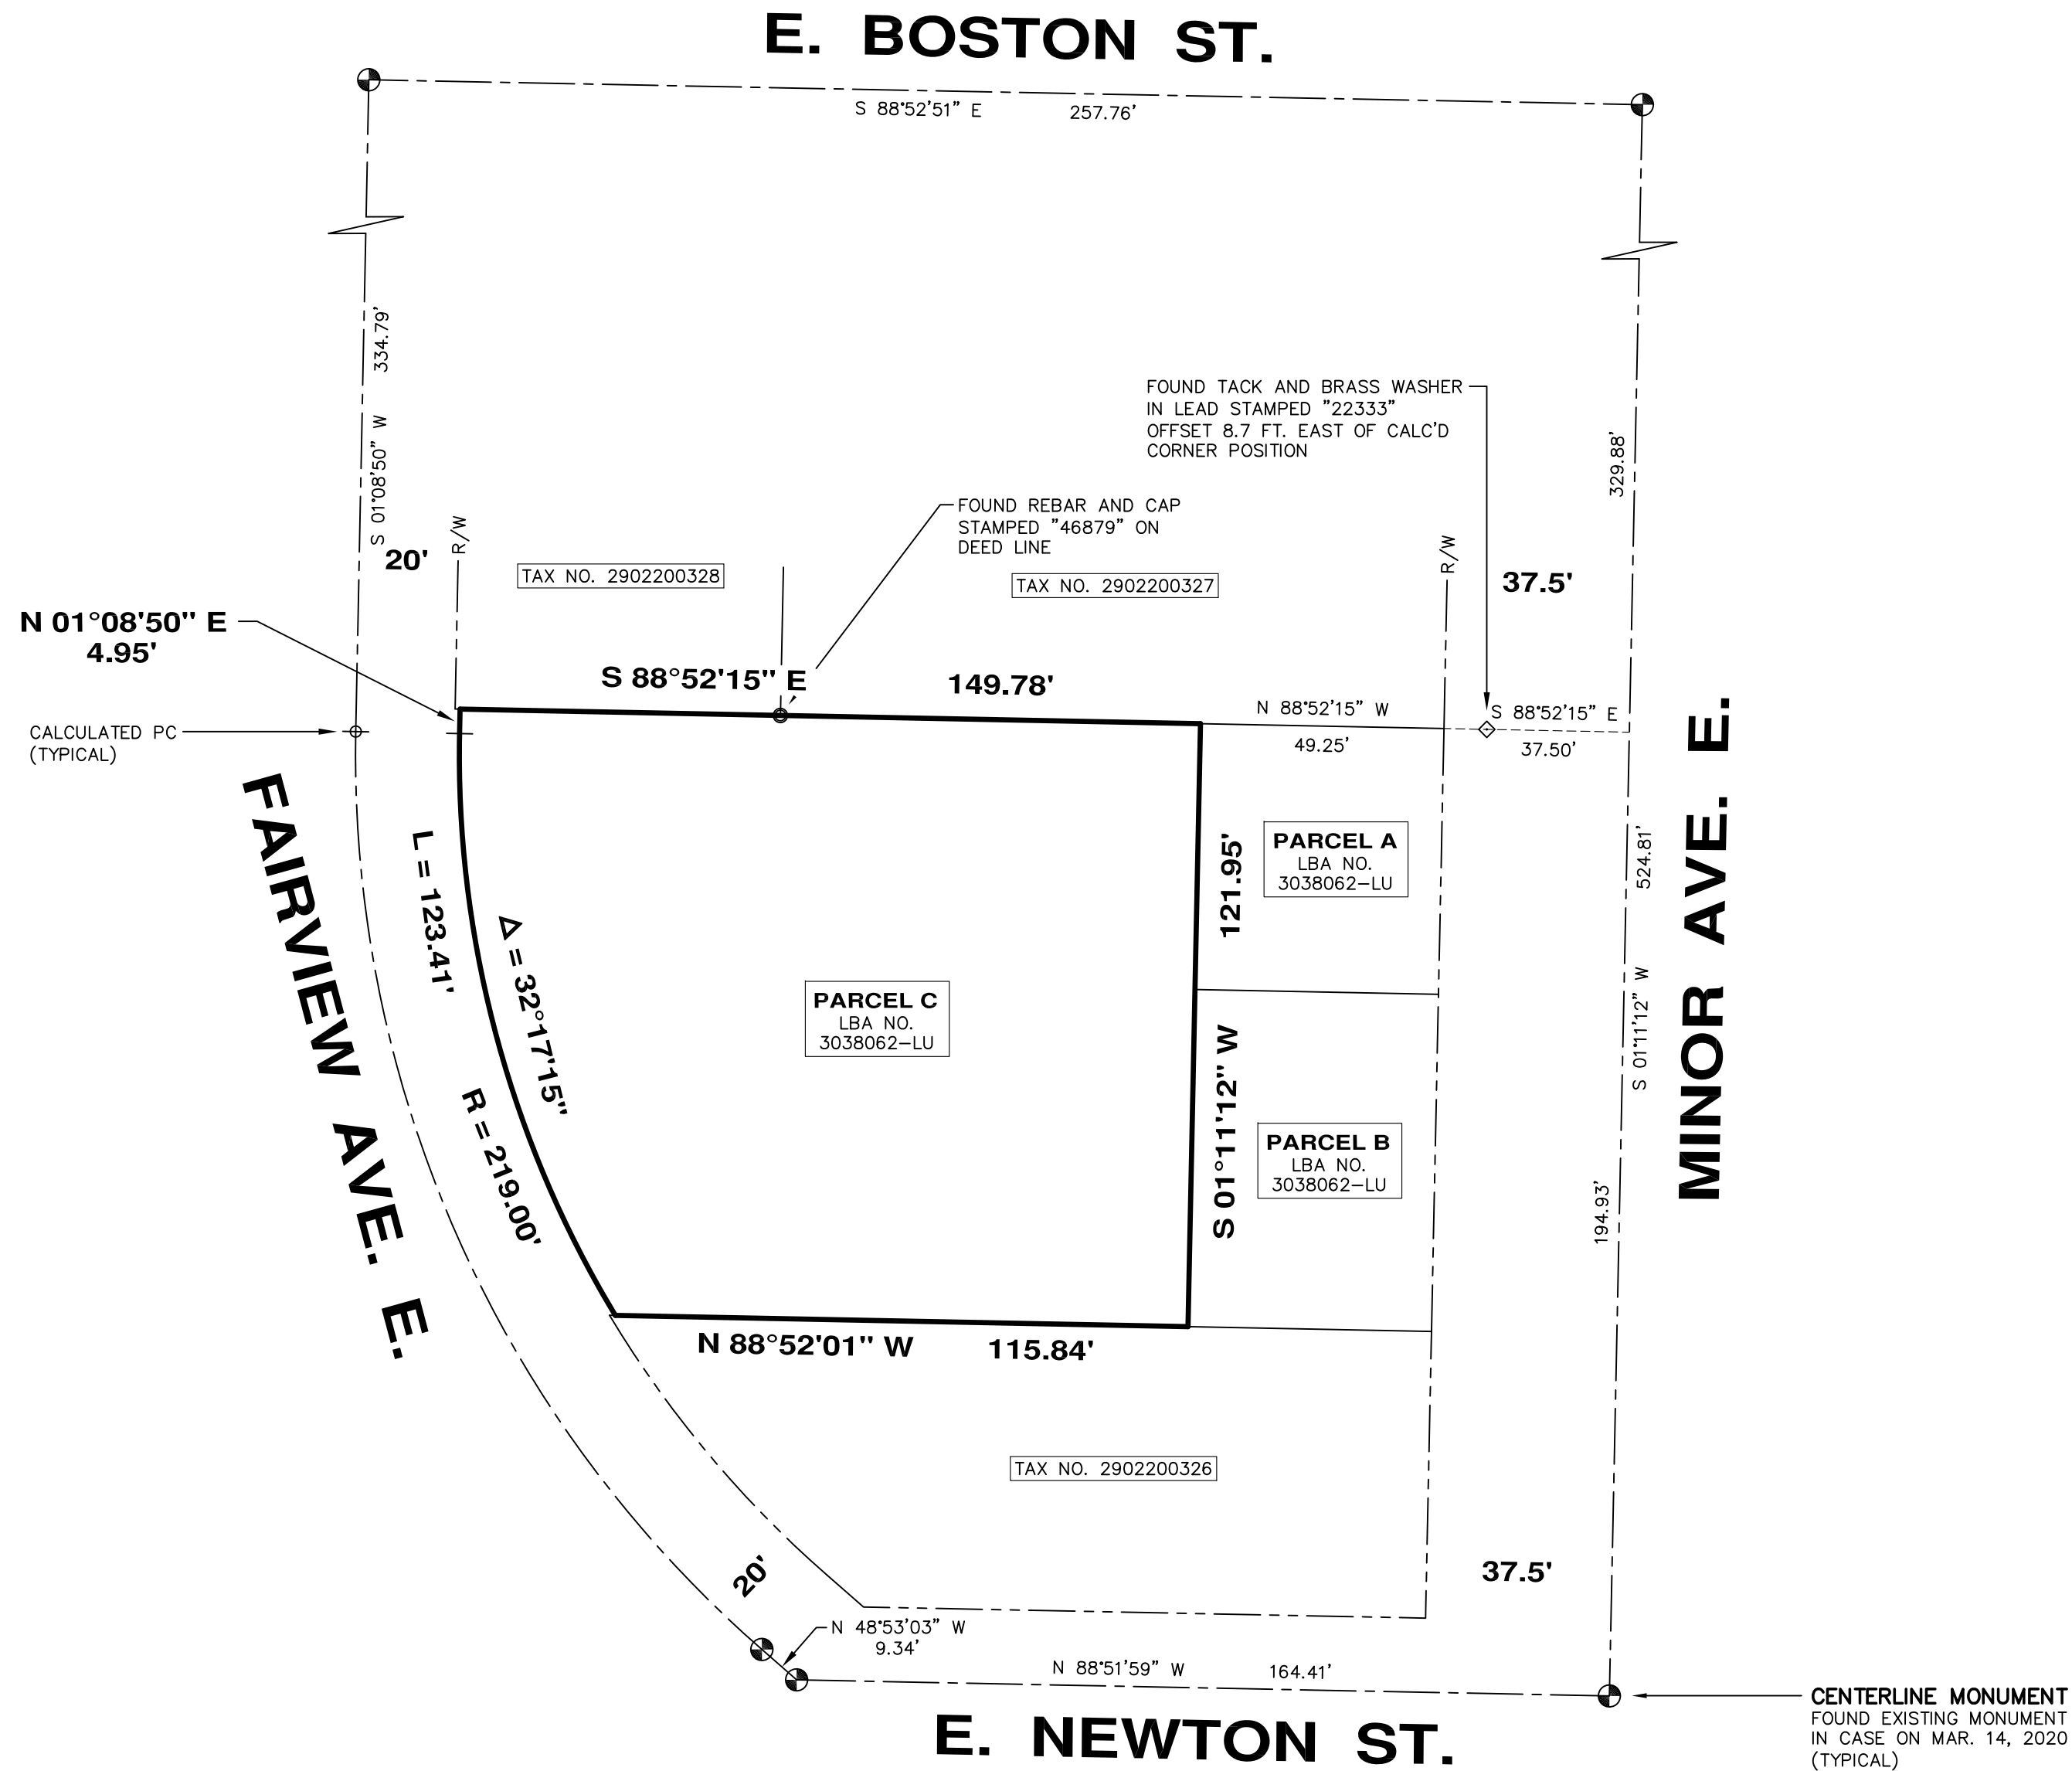 E. BOSTON ST.
S 88°52'51" E 257.76'
S 01°08'50" W 334.79'
329.88'
FOUND TACK AND BRASS WASHER
IN LEAD STAMPED "22333"
OFFSET 8.7 FT. EAST OF CALC'D
CORNER POSITION
FOUND REBAR AND CAP
STAMPED "46879" ON
DEED LINE
20'
R/W
TAX NO. 2902200328
TAX NO. 2902200327
R/W
37.5'
N 01°08'50" E
4.95'
S 88°52'15" E 149.78'
N 88°52'15" W
49.25'
S 88°52'15" E
37.50'
CALCULATED PC
(TYPICAL)
FAIRVIEW AVE. E.
L = 123.41'
Δ = 32°17'15"
R = 219.00'
PARCEL C
LBA NO.
3038062-LU
S 01°11'12" W 121.95'
PARCEL A
LBA NO.
3038062-LU
PARCEL B
LBA NO.
3038062-LU
S 01°11'12" W 524.81'
194.93'
MINOR AVE. E.
N 88°52'01" W 115.84'
TAX NO. 2902200326
20'
37.5'
N 48°53'03" W
9.34'
N 88°51'59" W 164.41'
E. NEWTON ST.
CENTERLINE MONUMENT
FOUND EXISTING MONUMENT
IN CASE ON MAR. 14, 2020
(TYPICAL)